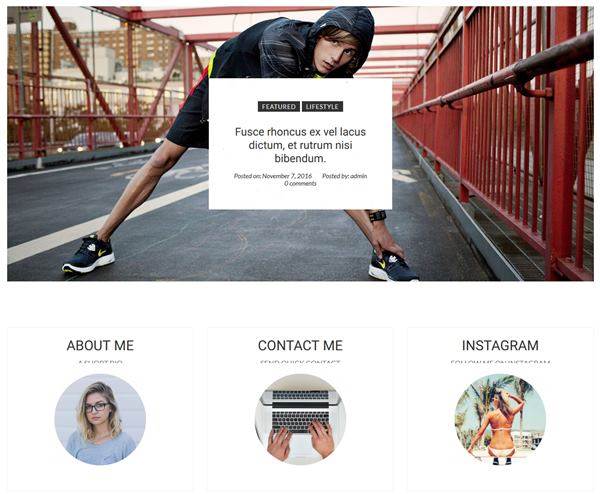 FEATURED LIFESTYLE
Fusce rhoncus ex vel lacus
dictum, et rutrum nisi
bibendum.
Posted on: November 7, 2016 Posted by: admin
0 comments
ABOUT ME CONTACT ME INSTAGRAM
A SHORT BIO SEND QUICK CONTACT FOLLOW ME ON INSTAGRAM